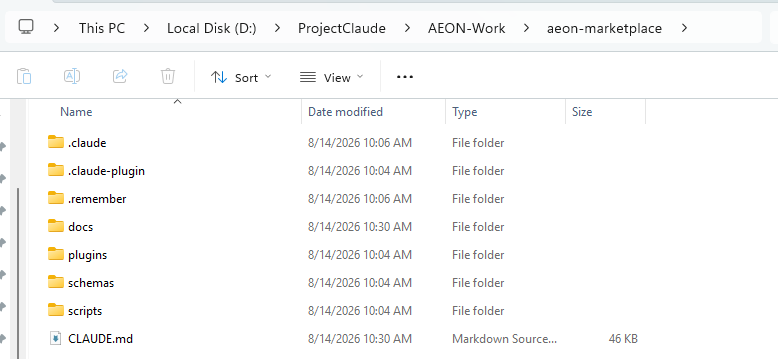 This PC > Local Disk (D:) > ProjectClaude > AEON-Work > aeon-marketplace >
Sort View ...
Name Date modified Type Size
.claude 8/14/2026 10:06 AM File folder
.claude-plugin 8/14/2026 10:04 AM File folder
.remember 8/14/2026 10:06 AM File folder
docs 8/14/2026 10:30 AM File folder
plugins 8/14/2026 10:04 AM File folder
schemas 8/14/2026 10:04 AM File folder
scripts 8/14/2026 10:04 AM File folder
CLAUDE.md 8/14/2026 10:30 AM Markdown Source... 46 KB